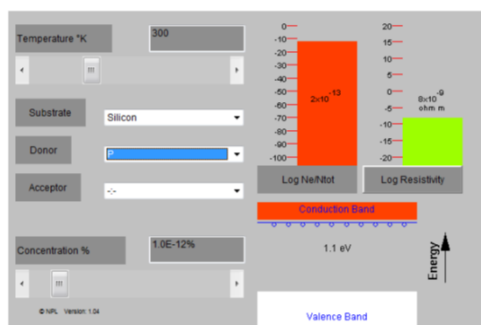 Temperature °K
300
Substrate
Silicon
Donor
P
Acceptor
-:-
Concentration %
1.0E-12%
© NPL Version 1.04
0
-10
-20
-30
-40
-50
-60
-70
-80
-90
-100
2x10⁻¹³
Log Ne/Ntot
20
15
10
5
0
-5
-10
-15
-20
8x10⁻⁹
ohm m
Log Resistivity
Conduction Band
1.1 eV
Energy
Valence Band